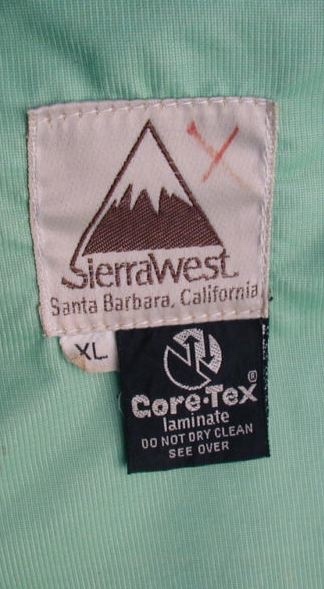 SierraWest
Santa Barbara, California
XL
Gore-Tex®
laminate
DO NOT DRY CLEAN
SEE OVER